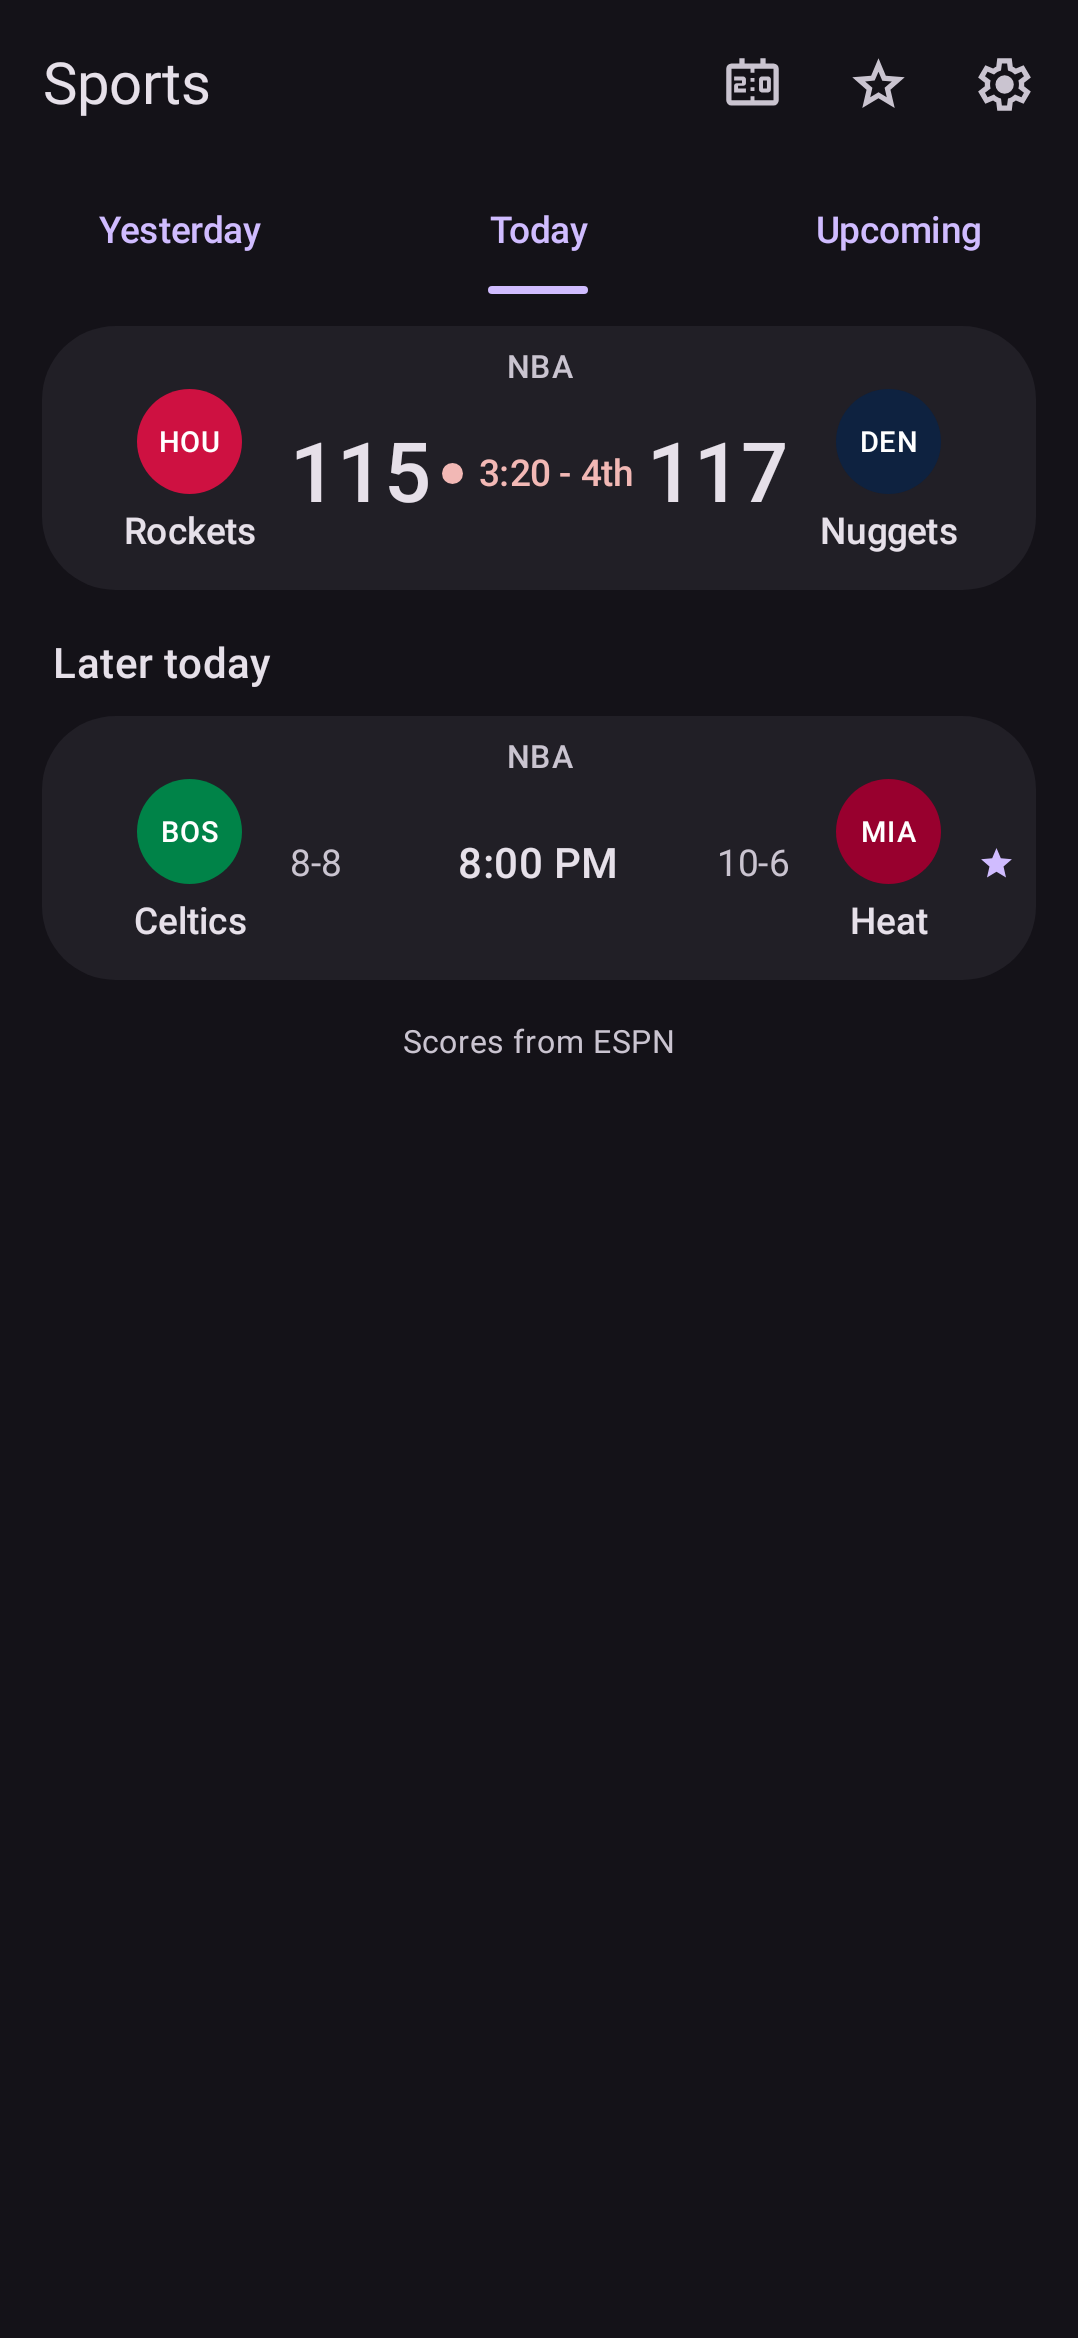 Sports
20
Yesterday
Today
Upcoming
NBA
HOU
115
3:20 - 4th
117
DEN
Rockets
Nuggets
Later today
NBA
BOS
8-8
8:00 PM
10-6
MIA
Celtics
Heat
Scores from ESPN